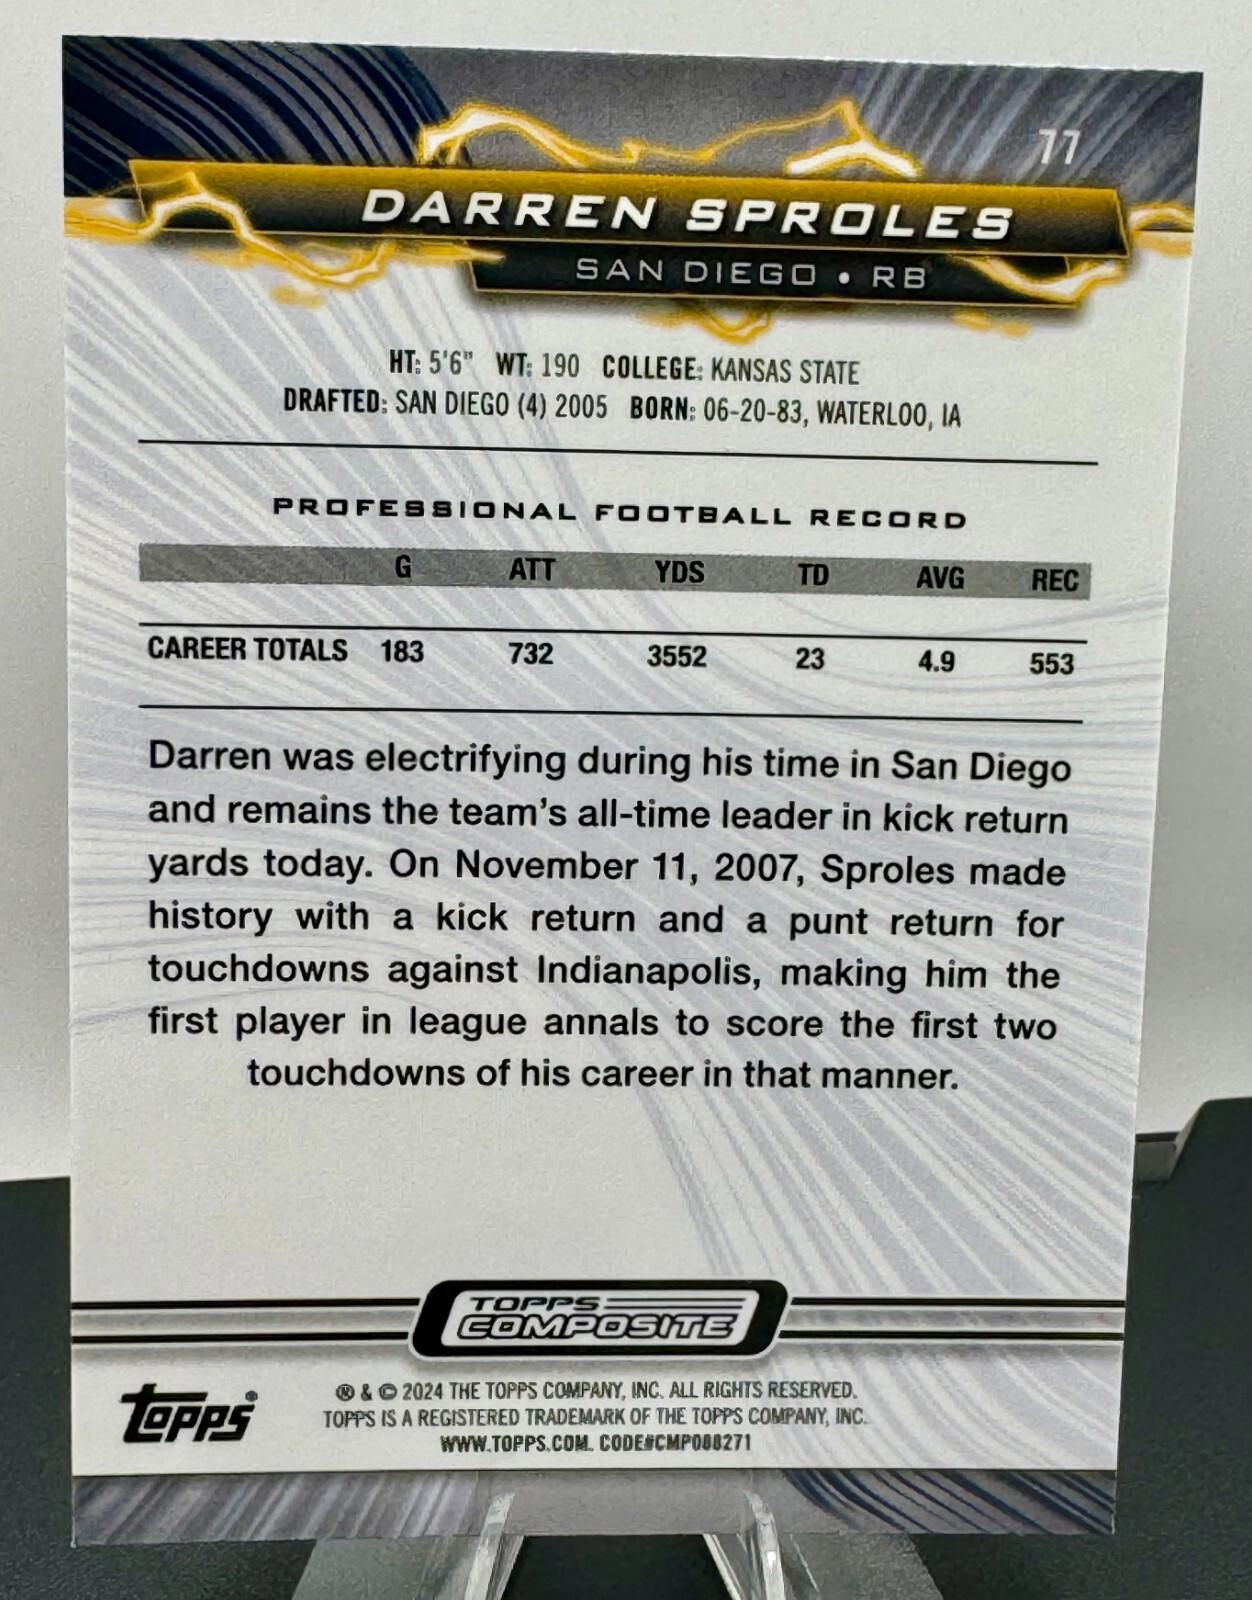 77
DARREN SPROLES
SAN DIEGO • RB
HT: 5'6" WT: 190 COLLEGE: KANSAS STATE
DRAFTED: SAN DIEGO (4) 2005 BORN: 06-20-83, WATERLOO, IA
PROFESSIONAL FOOTBALL RECORD
G ATT YDS TD AVG REC
CAREER TOTALS 183 732 3552 23 4.9 553
Darren was electrifying during his time in San Diego
and remains the team's all-time leader in kick return
yards today. On November 11, 2007, Sproles made
history with a kick return and a punt return for
touchdowns against Indianapolis, making him the
first player in league annals to score the first two
touchdowns of his career in that manner.
TOPPS
COMPOSITE
topps®
® & © 2024 THE TOPPS COMPANY, INC. ALL RIGHTS RESERVED.
TOPPS IS A REGISTERED TRADEMARK OF THE TOPPS COMPANY, INC.
WWW.TOPPS.COM. CODE#CMP088271